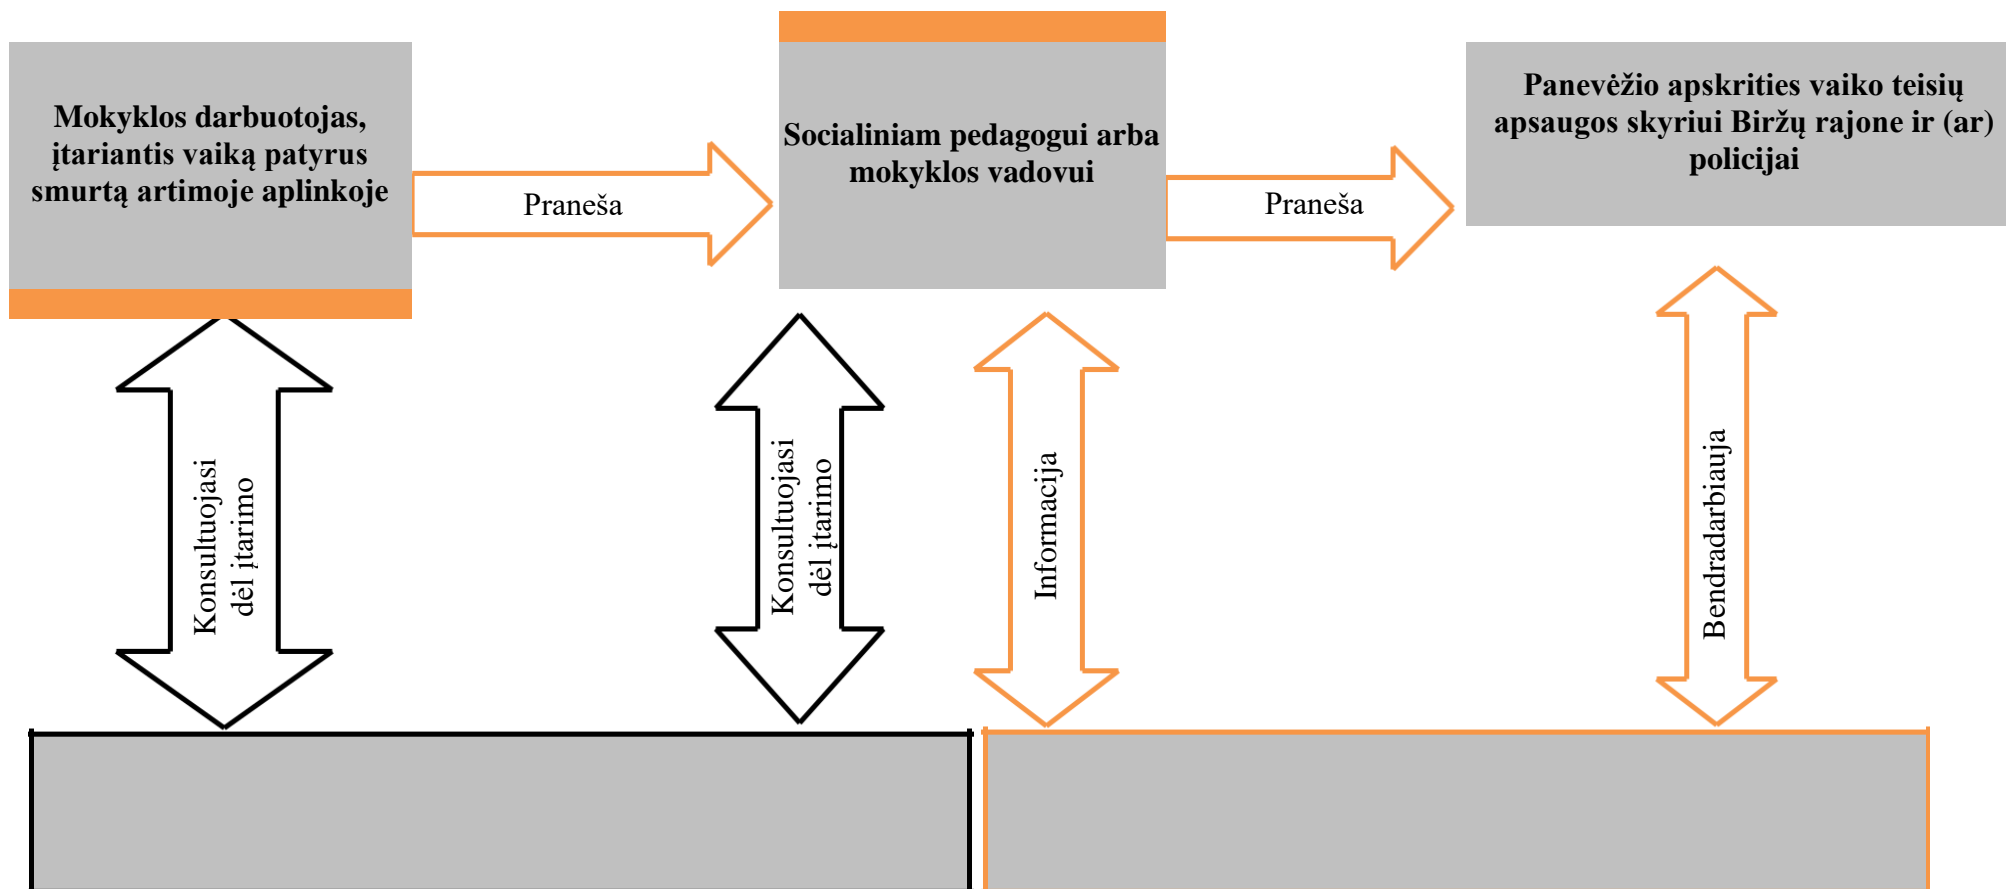 Mokyklos darbuotojas,
įtariantis vaiką patyrus
smurtą artimoje aplinkoje
Praneša
Socialiniam pedagogui arba
mokyklos vadovui
Praneša
Panevėžio apskrities vaiko teisių
apsaugos skyriui Biržų rajone ir (ar)
policijai
Konsultuojasi
dėl įtarimo
Konsultuojasi
dėl įtarimo
Informacija
Bendradarbiauja